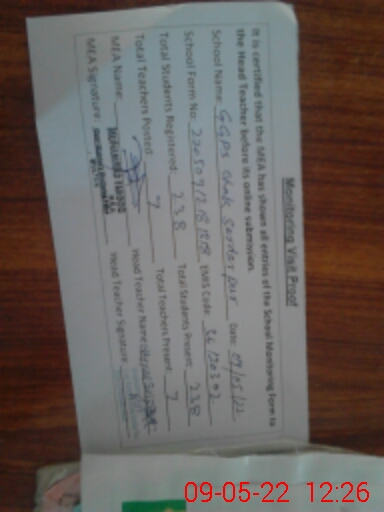 Monitoring Visit Proof
It is certified that the MEA has shown all entries of the School Monitoring Form to
the Head Teacher before its online submission.
School Name: GGPS Chak Sardar pur Date: 09/05/22
School Form No: EMIS Code:
Total Students Registered: 238 Total Students Present: 238
Total Teachers Posted: 7 Total Teachers Present: 7
MEA Name: Head Teacher Name:
MEA Signature: Head Teacher Signature:
09-05-22 12:26